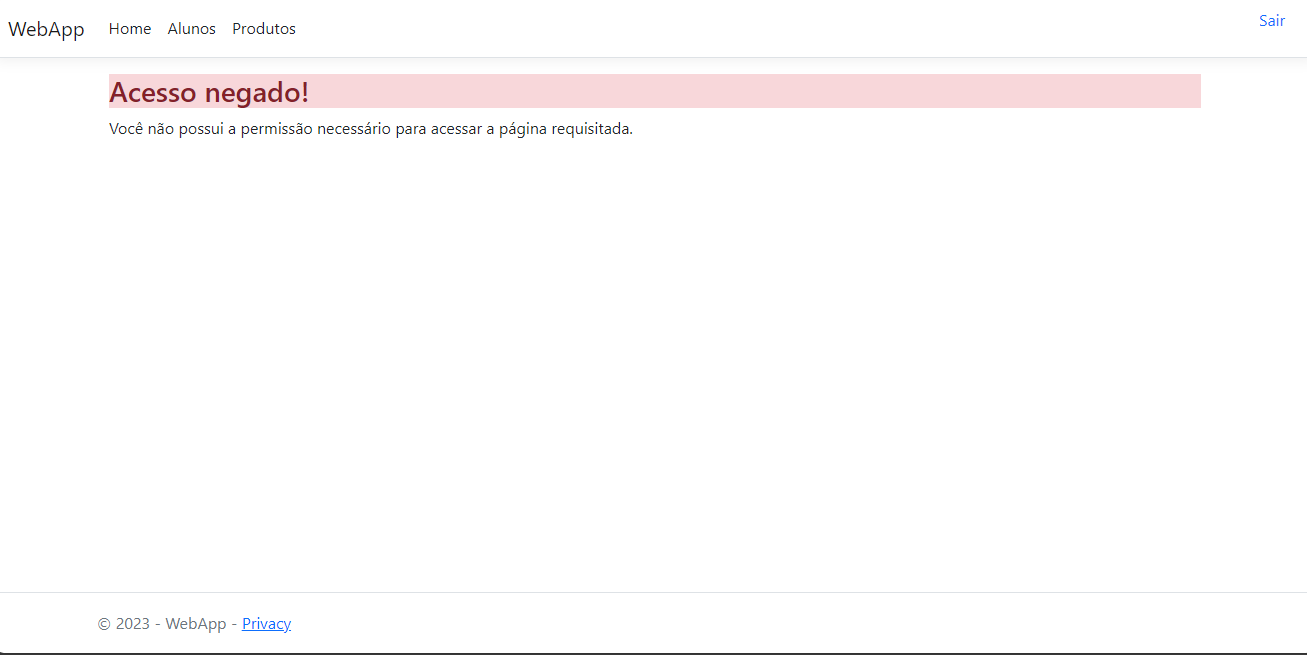 WebApp Home Alunos Produtos Sair
Acesso negado!
Você não possui a permissão necessário para acessar a página requisitada.
© 2023 - WebApp - Privacy